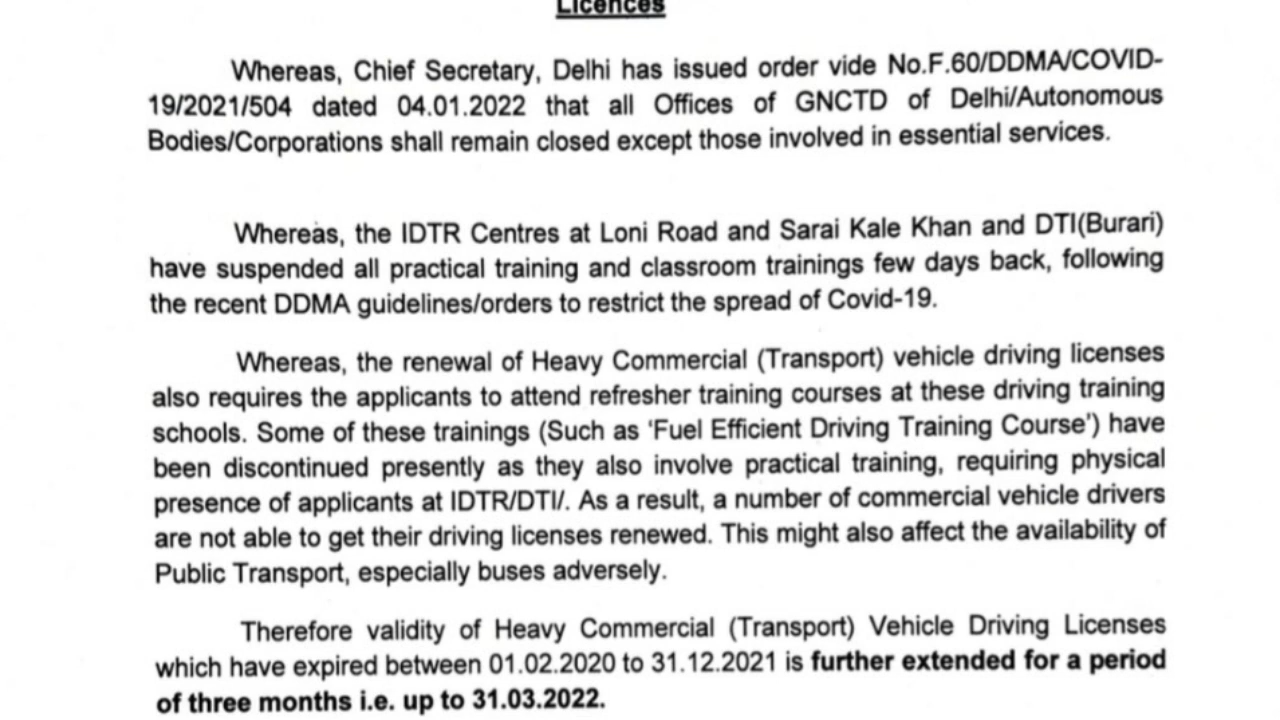 Licences
Whereas, Chief Secretary, Delhi has issued order vide No.F.60/DDMA/COVID-
19/2021/504 dated 04.01.2022 that all Offices of GNCTD of Delhi/Autonomous
Bodies/Corporations shall remain closed except those involved in essential services.
Whereas, the IDTR Centres at Loni Road and Sarai Kale Khan and DTI(Burari)
have suspended all practical training and classroom trainings few days back, following
the recent DDMA guidelines/orders to restrict the spread of Covid-19.
Whereas, the renewal of Heavy Commercial (Transport) vehicle driving licenses
also requires the applicants to attend refresher training courses at these driving training
schools. Some of these trainings (Such as ‘Fuel Efficient Driving Training Course’) have
been discontinued presently as they also involve practical training, requiring physical
presence of applicants at IDTR/DTI/. As a result, a number of commercial vehicle drivers
are not able to get their driving licenses renewed. This might also affect the availability of
Public Transport, especially buses adversely.
Therefore validity of Heavy Commercial (Transport) Vehicle Driving Licenses
which have expired between 01.02.2020 to 31.12.2021 is further extended for a period
of three months i.e. up to 31.03.2022.